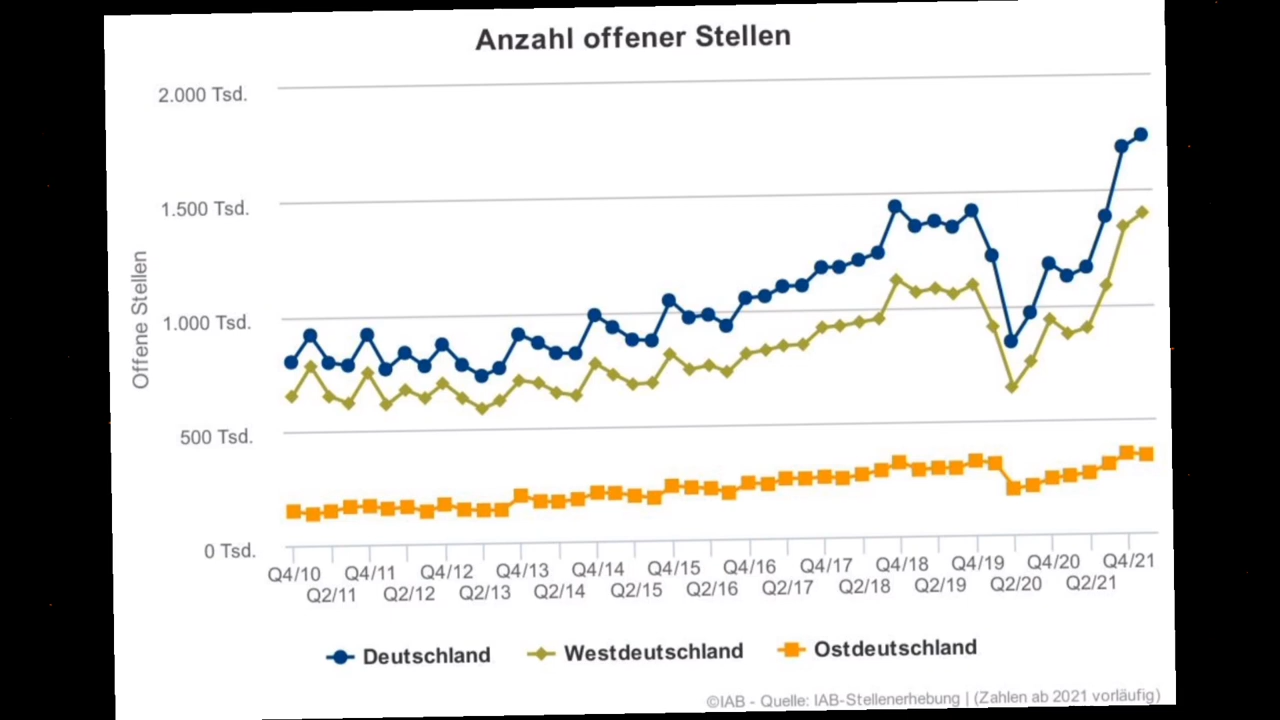 Anzahl offener Stellen
2.000 Tsd.
1.500 Tsd.
1.000 Tsd.
500 Tsd.
0 Tsd.
Offene Stellen
Q4/10 Q4/11 Q4/12 Q4/13 Q4/14 Q4/15 Q4/16 Q4/17 Q4/18 Q4/19 Q4/20 Q4/21
Q2/11 Q2/12 Q2/13 Q2/14 Q2/15 Q2/16 Q2/17 Q2/18 Q2/19 Q2/20 Q2/21
Deutschland Westdeutschland Ostdeutschland
©IAB - Quelle: IAB-Stellenerhebung | (Zahlen ab 2021 vorläufig)